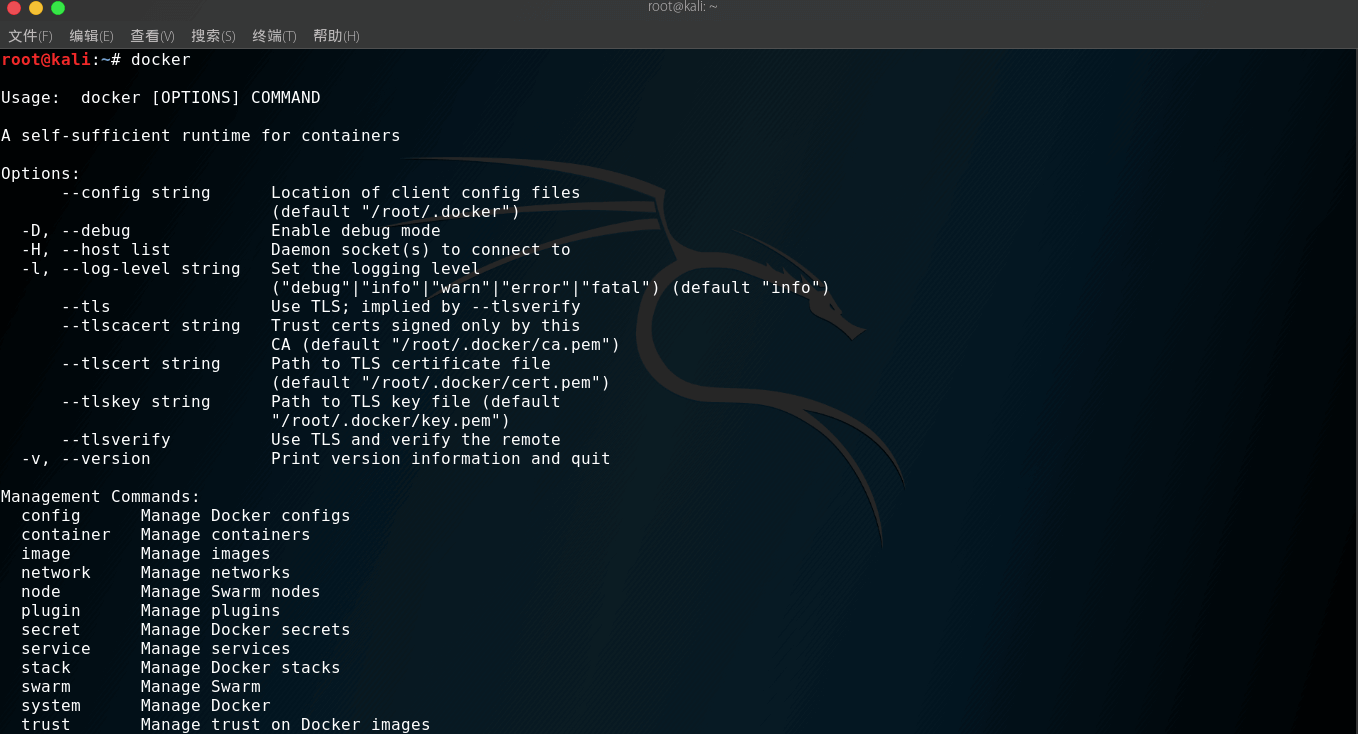 root@kali: ~
文件(F) 编辑(E) 查看(V) 搜索(S) 终端(T) 帮助(H)
root@kali:~# docker
Usage:  docker [OPTIONS] COMMAND
A self-sufficient runtime for containers
Options:
      --config string      Location of client config files
                           (default "/root/.docker")
  -D, --debug              Enable debug mode
  -H, --host list          Daemon socket(s) to connect to
  -l, --log-level string   Set the logging level
                           ("debug"|"info"|"warn"|"error"|"fatal") (default "info")
      --tls                Use TLS; implied by --tlsverify
      --tlscacert string   Trust certs signed only by this
                           CA (default "/root/.docker/ca.pem")
      --tlscert string     Path to TLS certificate file
                           (default "/root/.docker/cert.pem")
      --tlskey string      Path to TLS key file (default
                           "/root/.docker/key.pem")
      --tlsverify          Use TLS and verify the remote
  -v, --version            Print version information and quit
Management Commands:
  config      Manage Docker configs
  container   Manage containers
  image       Manage images
  network     Manage networks
  node        Manage Swarm nodes
  plugin      Manage plugins
  secret      Manage Docker secrets
  service     Manage services
  stack       Manage Docker stacks
  swarm       Manage Swarm
  system      Manage Docker
  trust       Manage trust on Docker images